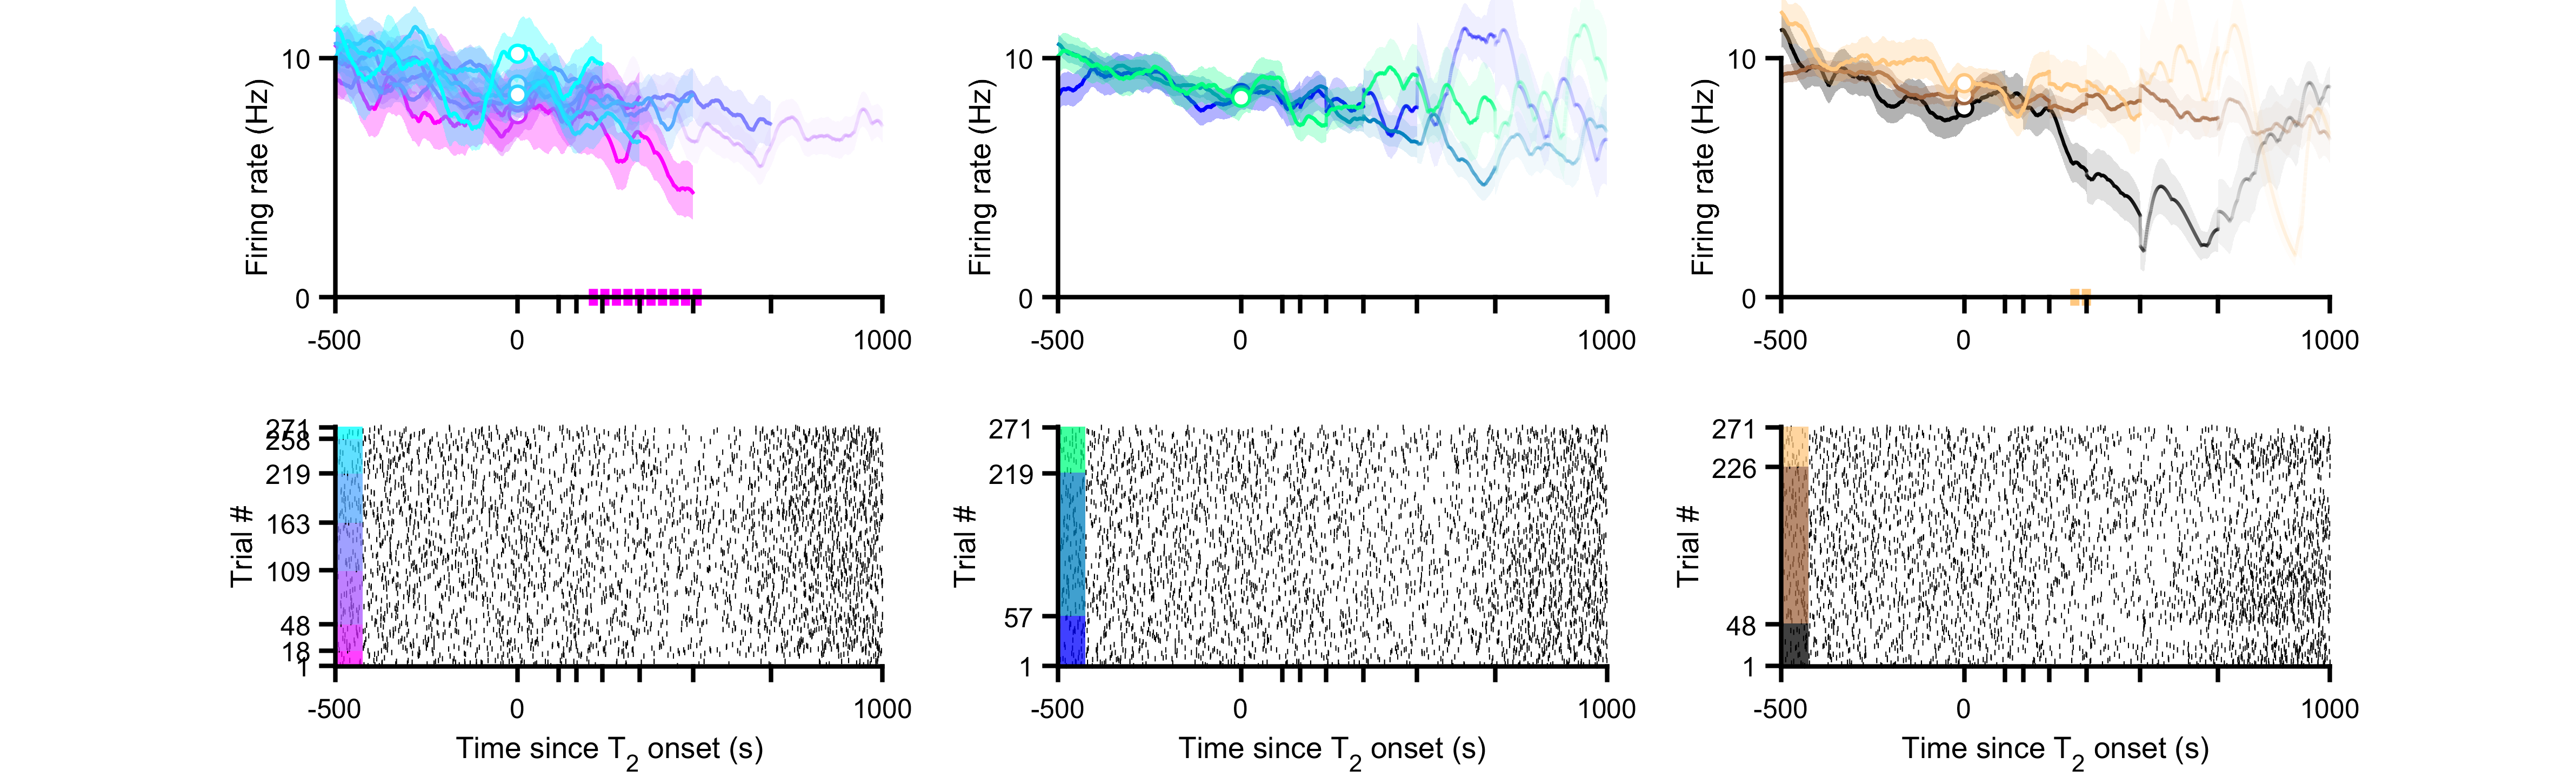 10
Firing rate (Hz)
0
-500 0 1000
10
Firing rate (Hz)
0
-500 0 1000
10
Firing rate (Hz)
0
-500 0 1000
271
258
219
163
109
48
18
1
Trial #
-500 0 1000
Time since T2 onset (s)
271
219
57
1
Trial #
-500 0 1000
Time since T2 onset (s)
271
226
48
1
Trial #
-500 0 1000
Time since T2 onset (s)